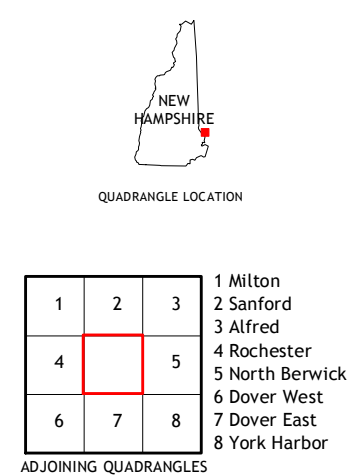 NEW
HAMPSHIRE
QUADRANGLE LOCATION
1 2 3
4 5
6 7 8
1 Milton
2 Sanford
3 Alfred
4 Rochester
5 North Berwick
6 Dover West
7 Dover East
8 York Harbor
ADJOINING QUADRANGLES